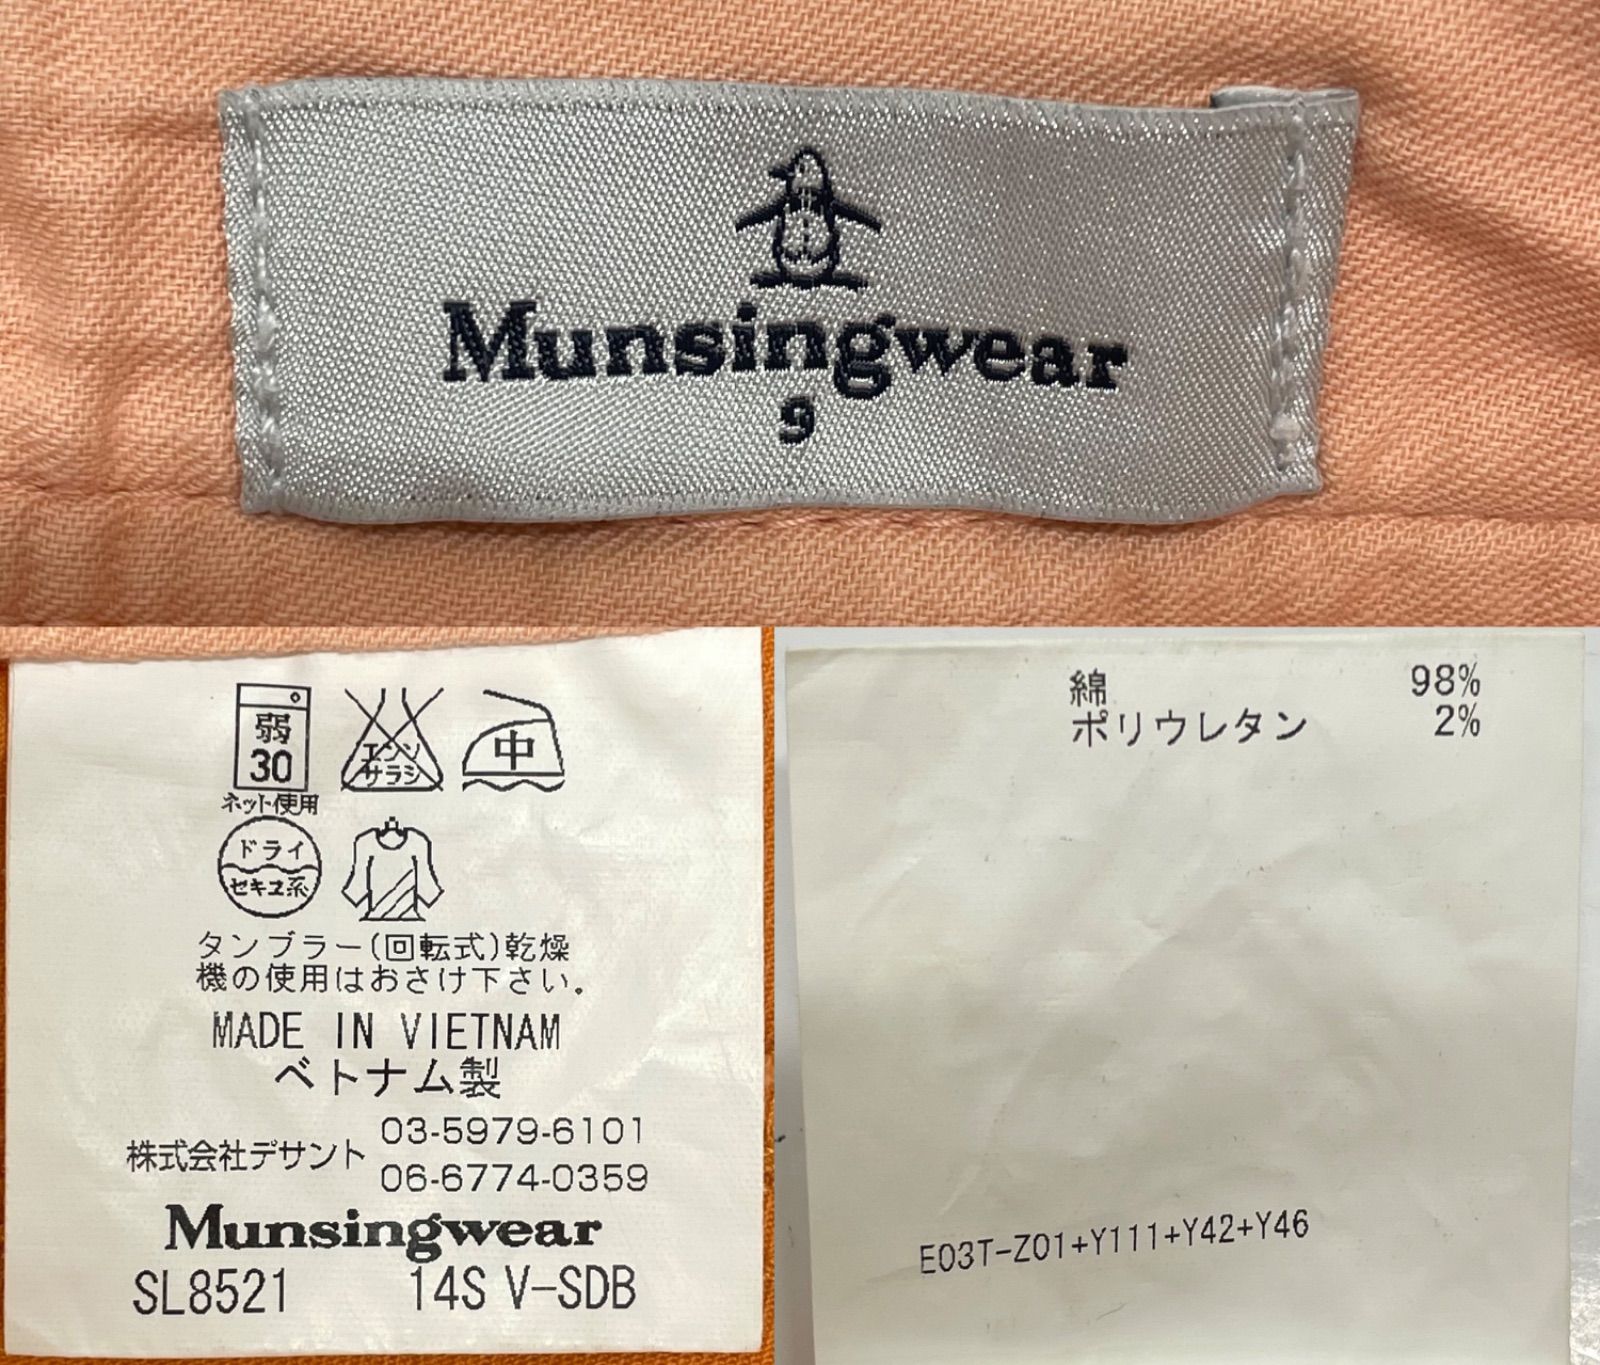 Munsingwear
9
弱
30
ネット使用
エンソ
サラシ
中
ドライ
セキユ系
タンブラー(回転式)乾燥
機の使用はおさけ下さい。
MADE IN VIETNAM
ベトナム製
株式会社デサント
03-5979-6101
06-6774-0359
Munsingwear
SL8521 14S V-SDB
綿 98%
ポリウレタン 2%
E03T-Z01+Y111+Y42+Y46